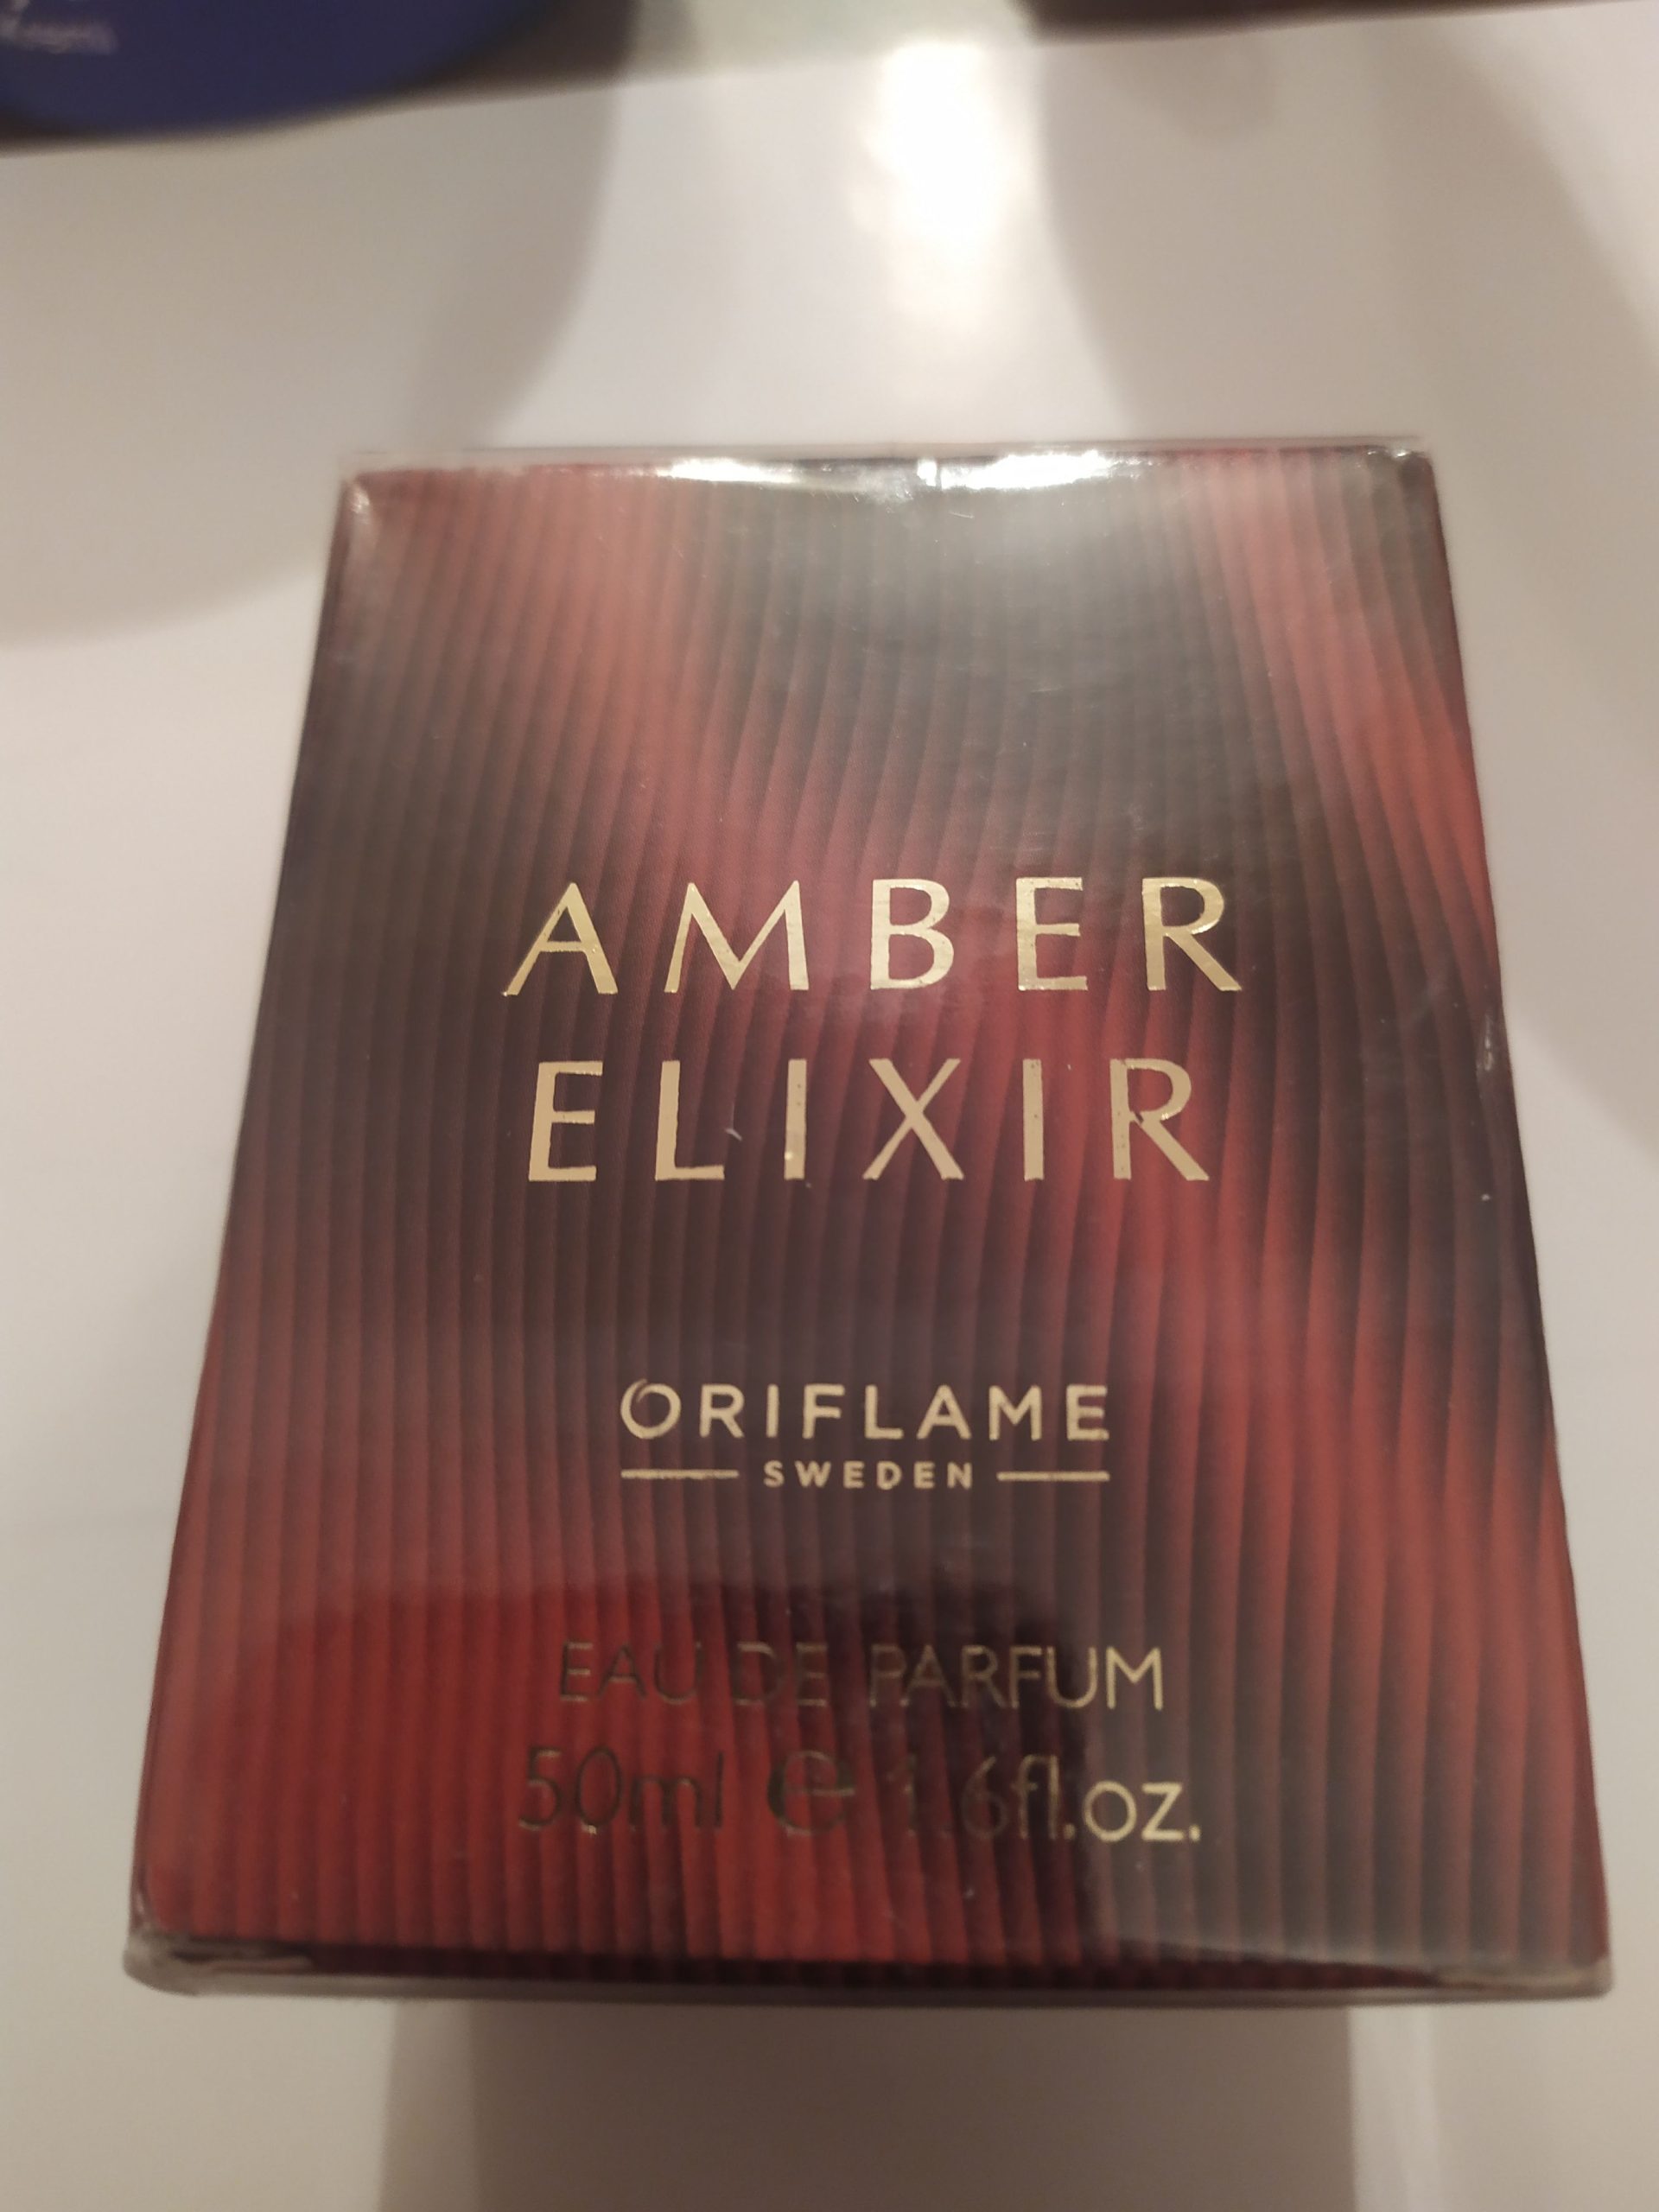 AMBER
ELIXIR
ORIFLAME
SWEDEN
EAU DE PARFUM
50ml ℮ 1.6fl.oz.